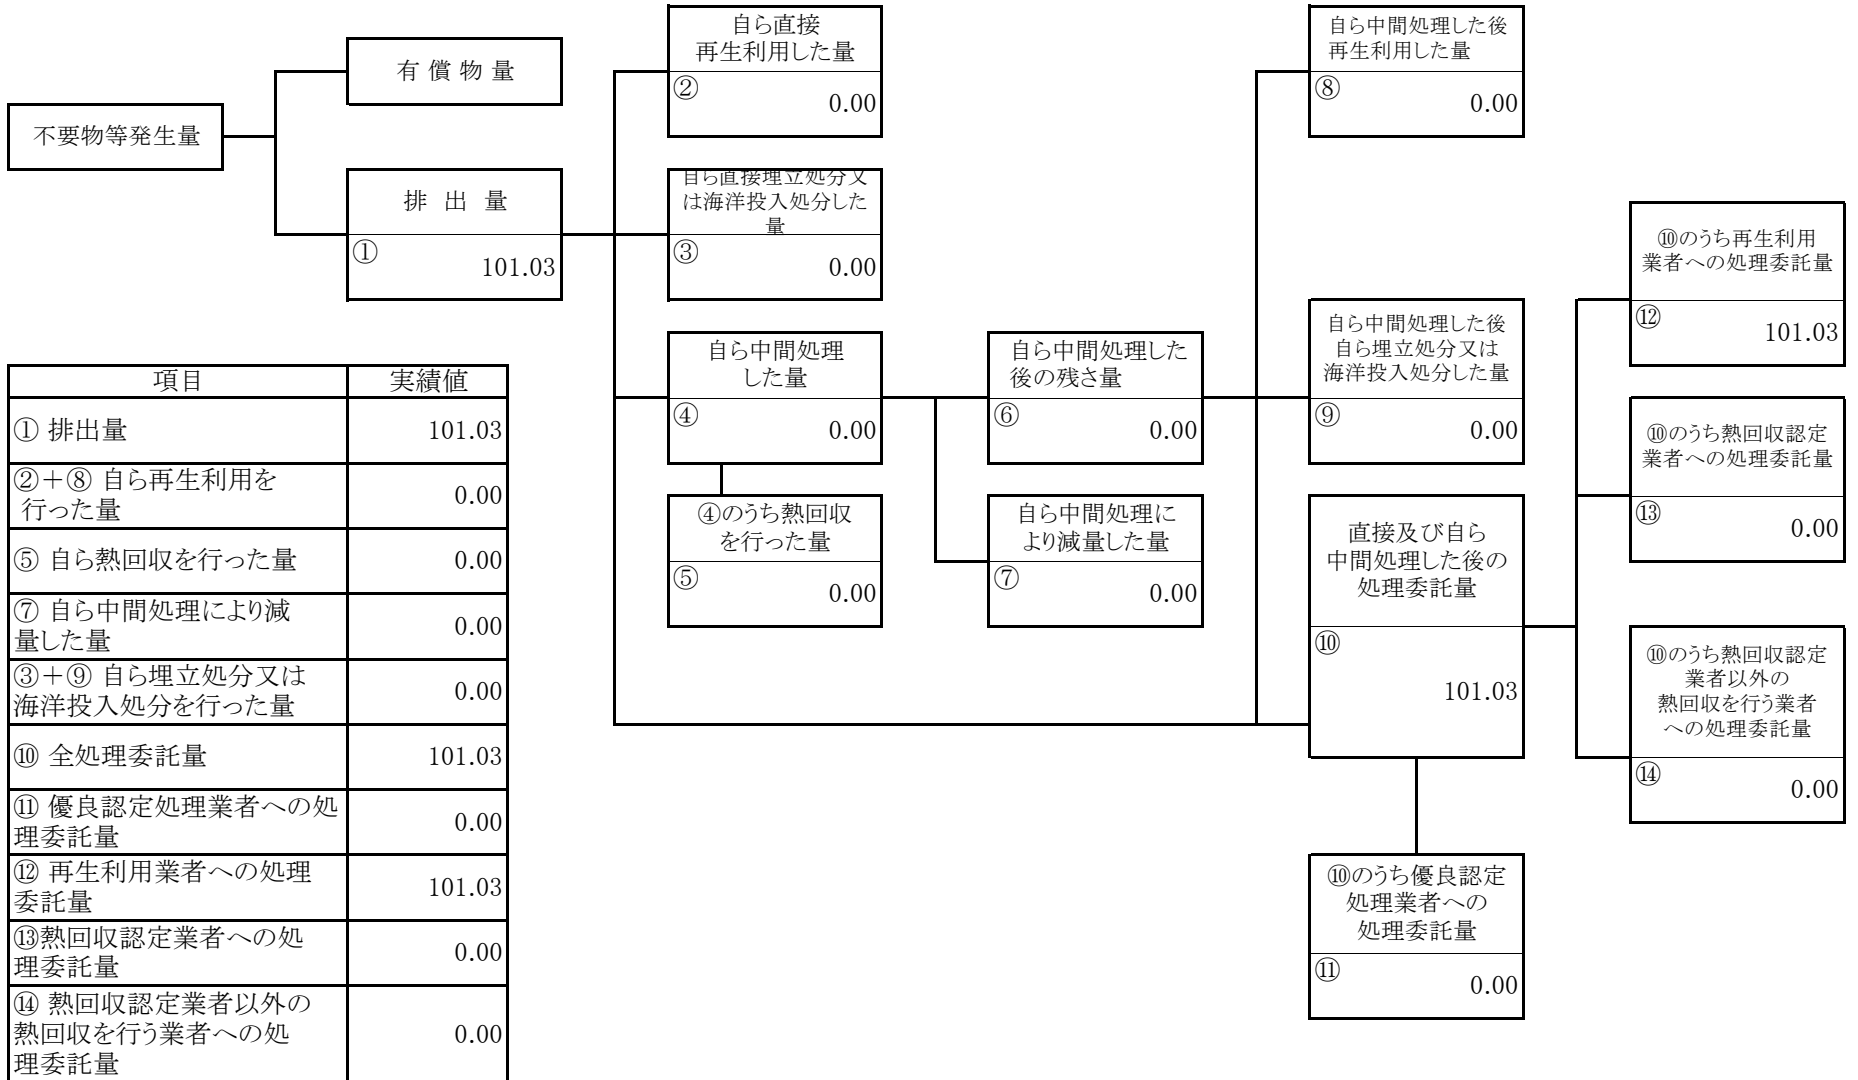 不要物等発生量
有 償 物 量
排 出 量
①
101.03
自ら直接
再生利用した量
②
0.00
自ら直接埋立処分又
は海洋投入処分した
量
③
0.00
自ら中間処理
した量
④
0.00
④のうち熱回収
を行った量
⑤
0.00
自ら中間処理した
後の残さ量
⑥
0.00
自ら中間処理に
より減量した量
⑦
0.00
自ら中間処理した後
再生利用した量
⑧
0.00
自ら中間処理した後
自ら埋立処分又は
海洋投入処分した量
⑨
0.00
直接及び自ら
中間処理した後の
処理委託量
⑩
101.03
⑩のうち優良認定
処理業者への
処理委託量
⑪
0.00
⑩のうち再生利用
業者への処理委託量
⑫
101.03
⑩のうち熱回収認定
業者への処理委託量
⑬
0.00
⑩のうち熱回収認定
業者以外の
熱回収を行う業者
への処理委託量
⑭
0.00
項目 実績値
① 排出量 101.03
②＋⑧ 自ら再生利用を
行った量 0.00
⑤ 自ら熱回収を行った量 0.00
⑦ 自ら中間処理により減
量した量 0.00
③＋⑨ 自ら埋立処分又は
海洋投入処分を行った量 0.00
⑩ 全処理委託量 101.03
⑪ 優良認定処理業者への処
理委託量 0.00
⑫ 再生利用業者への処理
委託量 101.03
⑬熱回収認定業者への処
理委託量 0.00
⑭ 熱回収認定業者以外の
熱回収を行う業者への処
理委託量 0.00